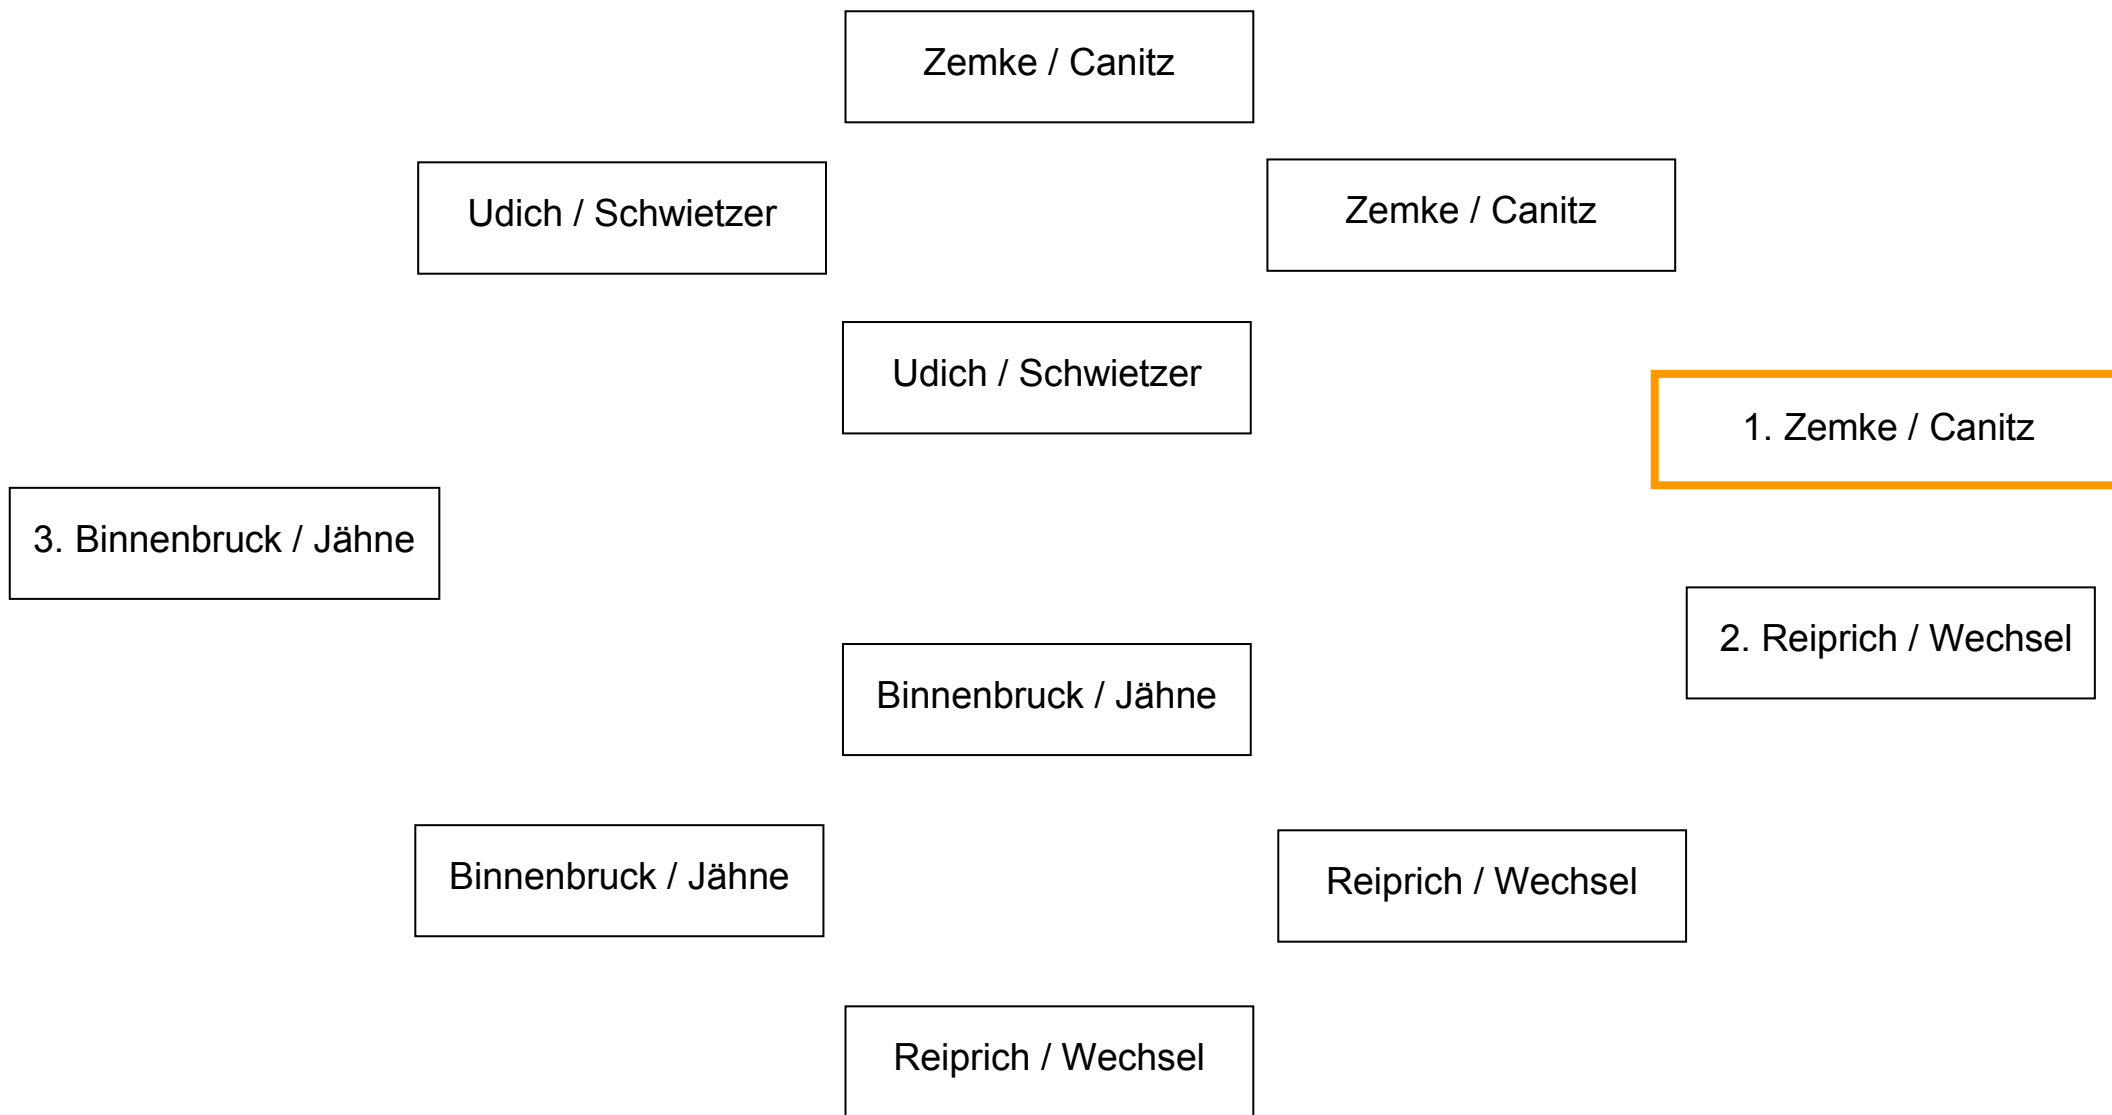 Zemke / Canitz
Udich / Schwietzer
Zemke / Canitz
Udich / Schwietzer
1. Zemke / Canitz
3. Binnenbruck / Jähne
2. Reiprich / Wechsel
Binnenbruck / Jähne
Binnenbruck / Jähne
Reiprich / Wechsel
Reiprich / Wechsel